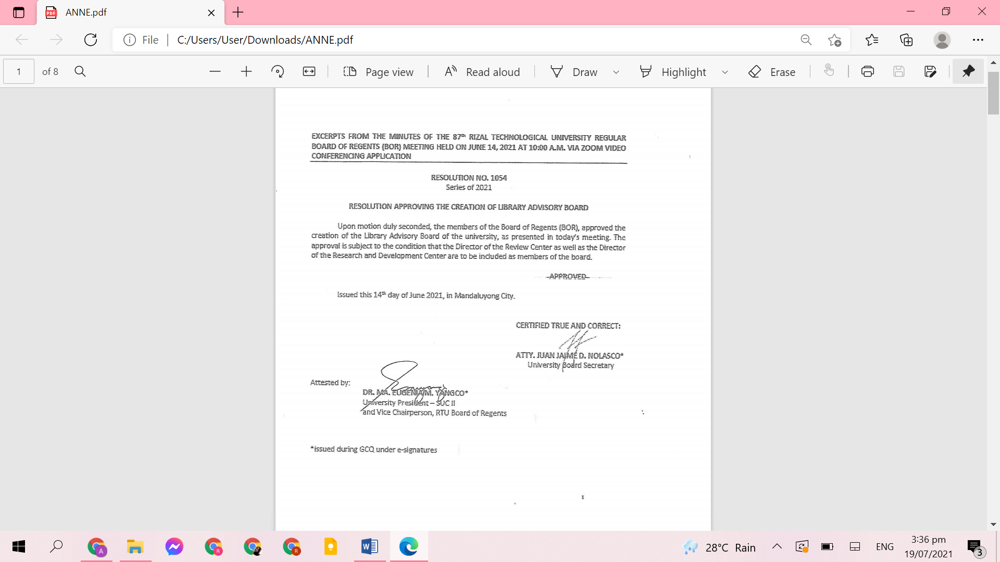 ANNE.pdf
File
C:/Users/User/Downloads/ANNE.pdf
1 of 8
Page view
Read aloud
Draw
Highlight
Erase
EXCERPTS FROM THE MINUTES OF THE 87th RIZAL TECHNOLOGICAL UNIVERSITY REGULAR
BOARD OF REGENTS (BOR) MEETING HELD ON JUNE 14, 2021 AT 10:00 A.M. VIA ZOOM VIDEO
CONFERENCING APPLICATION
RESOLUTION NO. 1054
Series of 2021
RESOLUTION APPROVING THE CREATION OF LIBRARY ADVISORY BOARD
Upon motion duly seconded, the members of the Board of Regents (BOR), approved the
creation of the Library Advisory Board of the university, as presented in today's meeting. The
approval is subject to the condition that the Director of the Review Center as well as the Director
of the Research and Development Center are to be included as members of the board.
APPROVED
Issued this 14th day of June 2021, in Mandaluyong City.
CERTIFIED TRUE AND CORRECT:
ATTY. JUAN JAIME D. NOLASCO*
University Board Secretary
Attested by:
DR. MA. EUGENIA M. YANGCO*
University President – SUC II
and Vice Chairperson, RTU Board of Regents
*issued during GCQ under e-signatures
28°C Rain
ENG
3:36 pm
19/07/2021
3